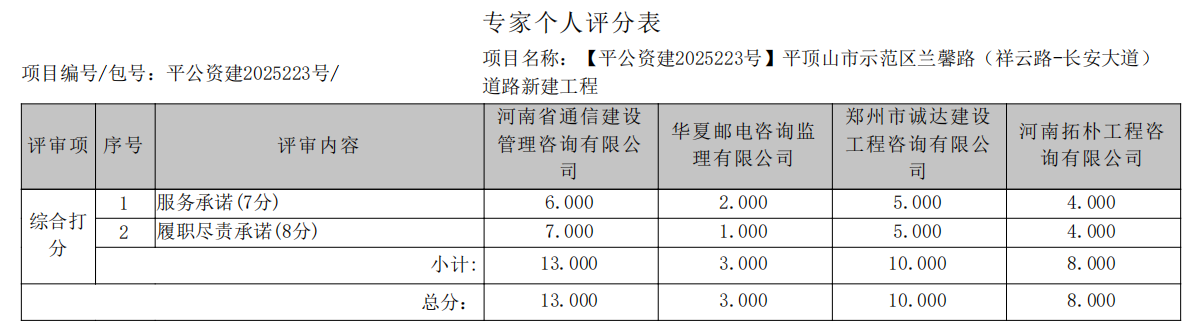 专家个人评分表
项目编号/包号: 平公资建2025223号/
项目名称: 【平公资建2025223号】平顶山市示范区兰馨路（祥云路-长安大道）
道路新建工程
评审项 序号 评审内容 河南省通信建设管理咨询有限公司 华夏邮电咨询监理有限公司 郑州市诚达建设工程咨询有限公司 河南拓朴工程咨询有限公司
综合打分
1 服务承诺(7分) 6.000 2.000 5.000 4.000
2 履职尽责承诺(8分) 7.000 1.000 5.000 4.000
小计: 13.000 3.000 10.000 8.000
总分: 13.000 3.000 10.000 8.000